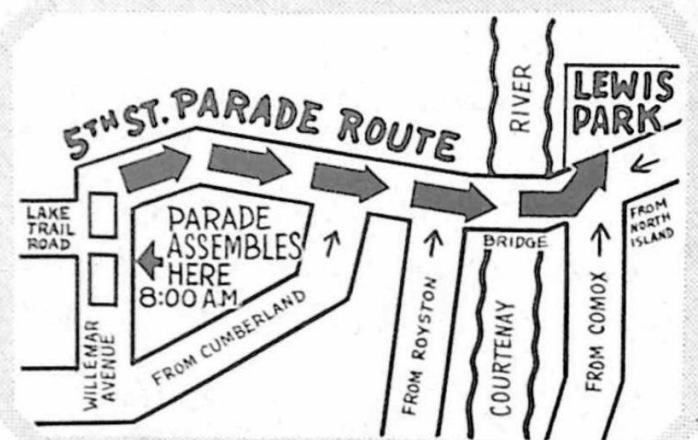 5TH ST. PARADE ROUTE
RIVER
LEWIS
PARK
LAKE
TRAIL
ROAD
PARADE
ASSEMBLES
HERE
8:00 A.M.
WILLEMAR
AVENUE
FROM CUMBERLAND
FROM ROYSTON
BRIDGE
COURTENAY
FROM COMOX
FROM
NORTH
ISLAND